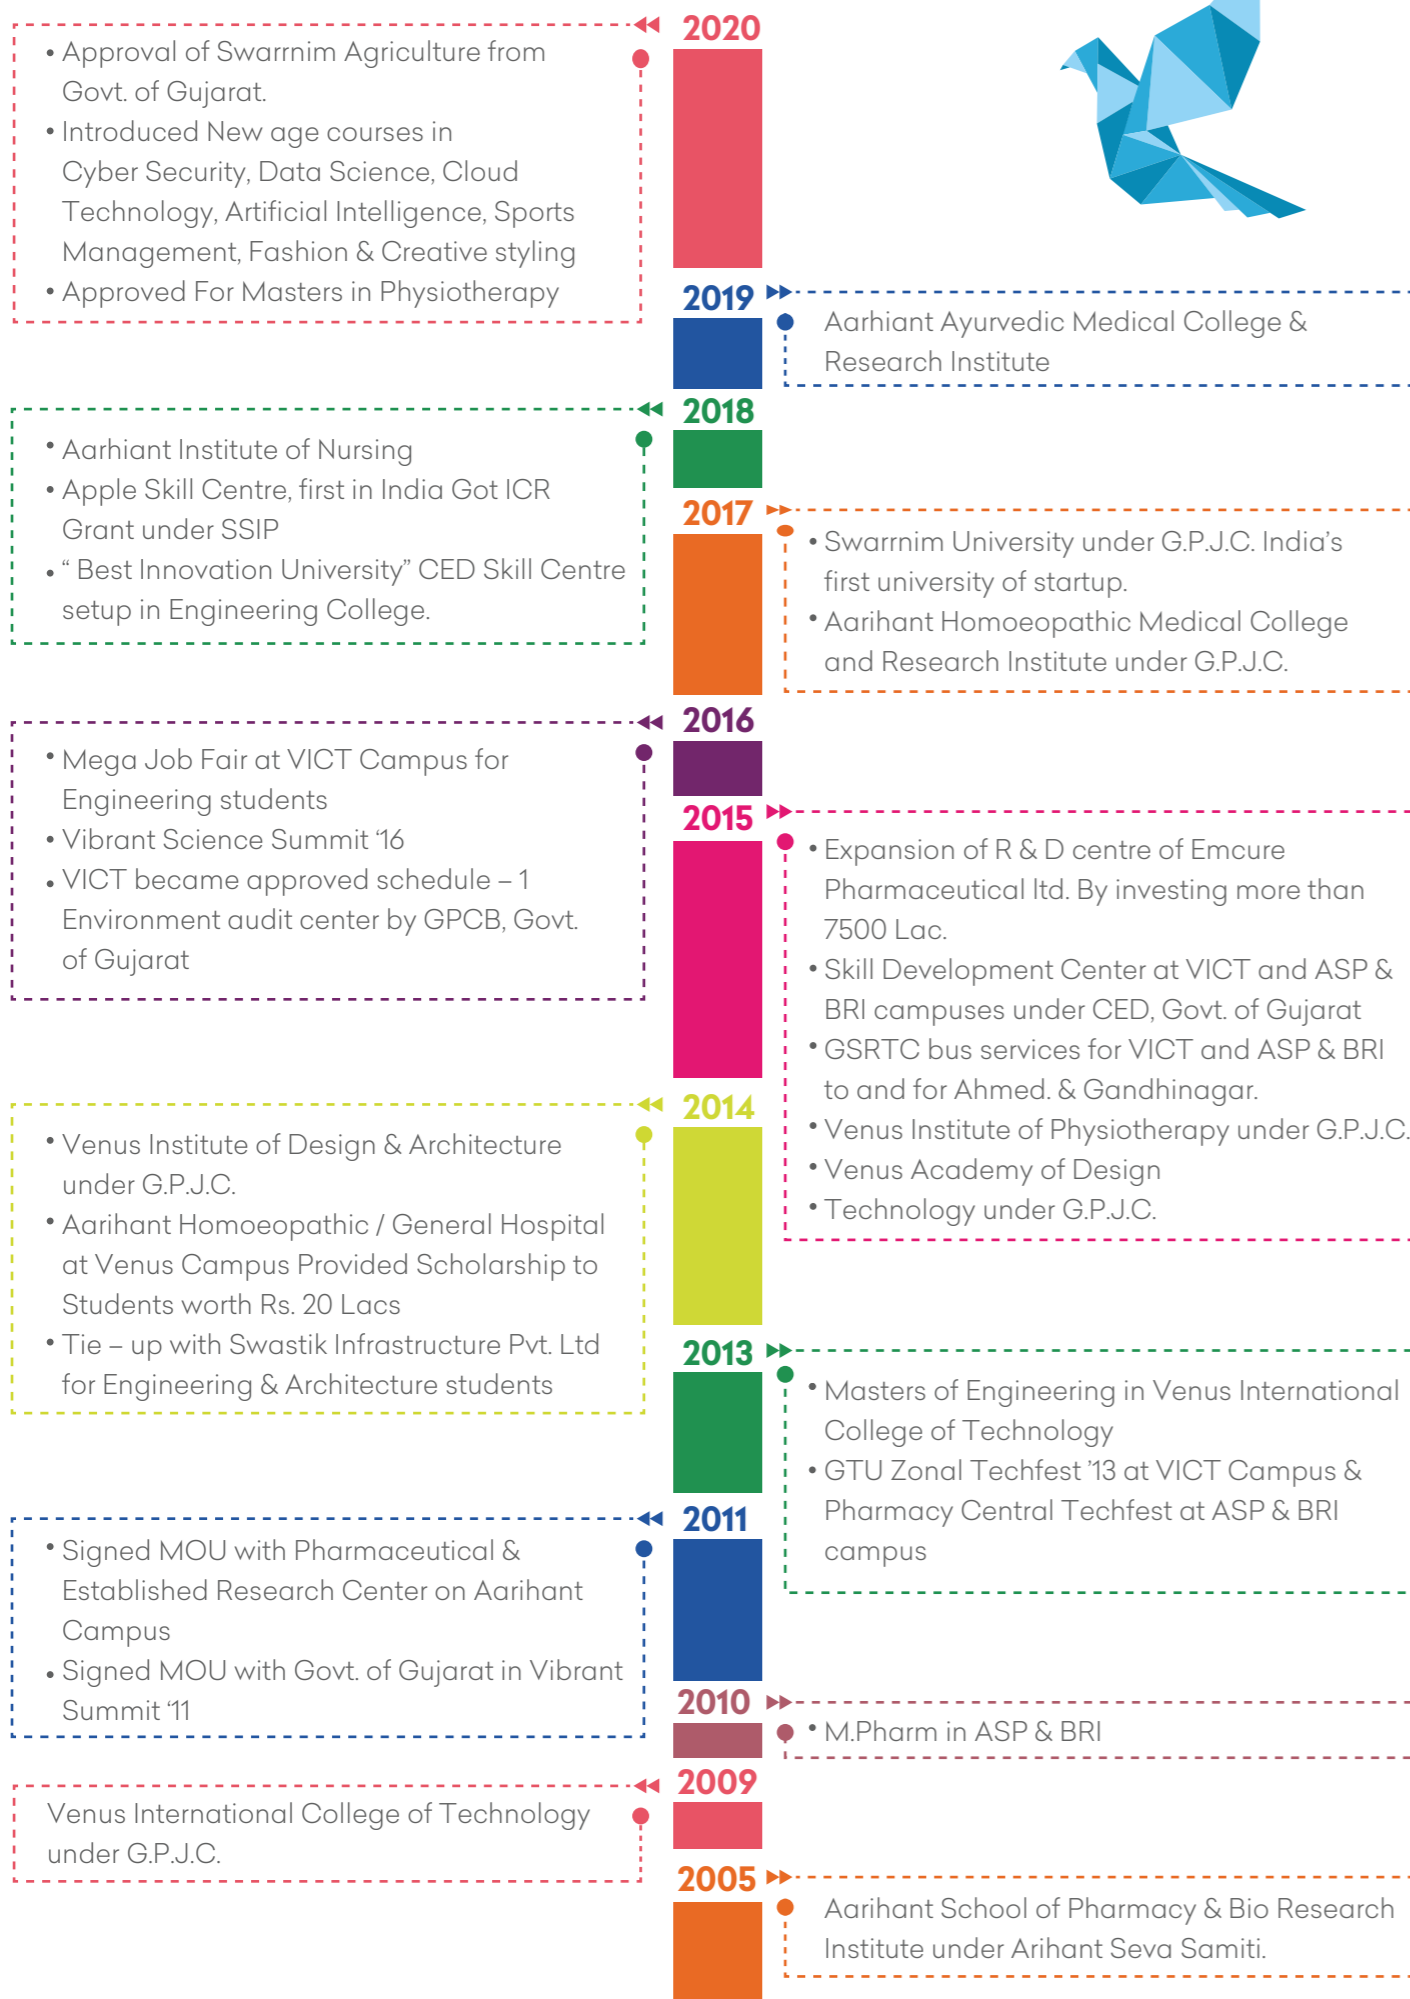 2020
• Approval of Swarrnim Agriculture from
Govt. of Gujarat.
• Introduced New age courses in
Cyber Security, Data Science, Cloud
Technology, Artificial Intelligence, Sports
Management, Fashion & Creative styling
• Approved For Masters in Physiotherapy
2019
Aarhiant Ayurvedic Medical College &
Research Institute
2018
• Aarhiant Institute of Nursing
• Apple Skill Centre, first in India Got ICR
Grant under SSIP
• “ Best Innovation University” CED Skill Centre
setup in Engineering College.
2017
• Swarrnim University under G.P.J.C. India’s
first university of startup.
• Aarihant Homoeopathic Medical College
and Research Institute under G.P.J.C.
2016
• Mega Job Fair at VICT Campus for
Engineering students
• Vibrant Science Summit ‘16
• VICT became approved schedule – 1
Environment audit center by GPCB, Govt.
of Gujarat
2015
• Expansion of R & D centre of Emcure
Pharmaceutical ltd. By investing more than
7500 Lac.
• Skill Development Center at VICT and ASP &
BRI campuses under CED, Govt. of Gujarat
• GSRTC bus services for VICT and ASP & BRI
to and for Ahmed. & Gandhinagar.
• Venus Institute of Physiotherapy under G.P.J.C.
• Venus Academy of Design
• Technology under G.P.J.C.
2014
• Venus Institute of Design & Architecture
under G.P.J.C.
• Aarihant Homoeopathic / General Hospital
at Venus Campus Provided Scholarship to
Students worth Rs. 20 Lacs
• Tie – up with Swastik Infrastructure Pvt. Ltd
for Engineering & Architecture students
2013
• Masters of Engineering in Venus International
College of Technology
• GTU Zonal Techfest ’13 at VICT Campus &
Pharmacy Central Techfest at ASP & BRI
campus
2011
• Signed MOU with Pharmaceutical &
Established Research Center on Aarihant
Campus
• Signed MOU with Govt. of Gujarat in Vibrant
Summit ‘11
2010
• M.Pharm in ASP & BRI
2009
Venus International College of Technology
under G.P.J.C.
2005
Aarihant School of Pharmacy & Bio Research
Institute under Arihant Seva Samiti.